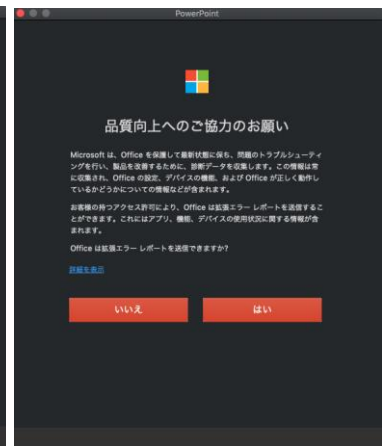 PowerPoint
品質向上へのご協力のお願い
Microsoft は、Office を保護して最新状態に保ち、問題のトラブルシューティ
ングを行い、製品を改善するために、診断データを収集します。この情報は常
に収集され、Office の設定、デバイスの機能、および Office が正しく動作し
ているかどうかについての情報などが含まれます。
お客様の持つアクセス許可により、Office は拡張エラー レポートを送信するこ
とができます。これにはアプリ、機能、デバイスの使用状況に関する情報が含
まれます。
Office は拡張エラー レポートを送信できますか?
詳細を表示
いいえ
はい